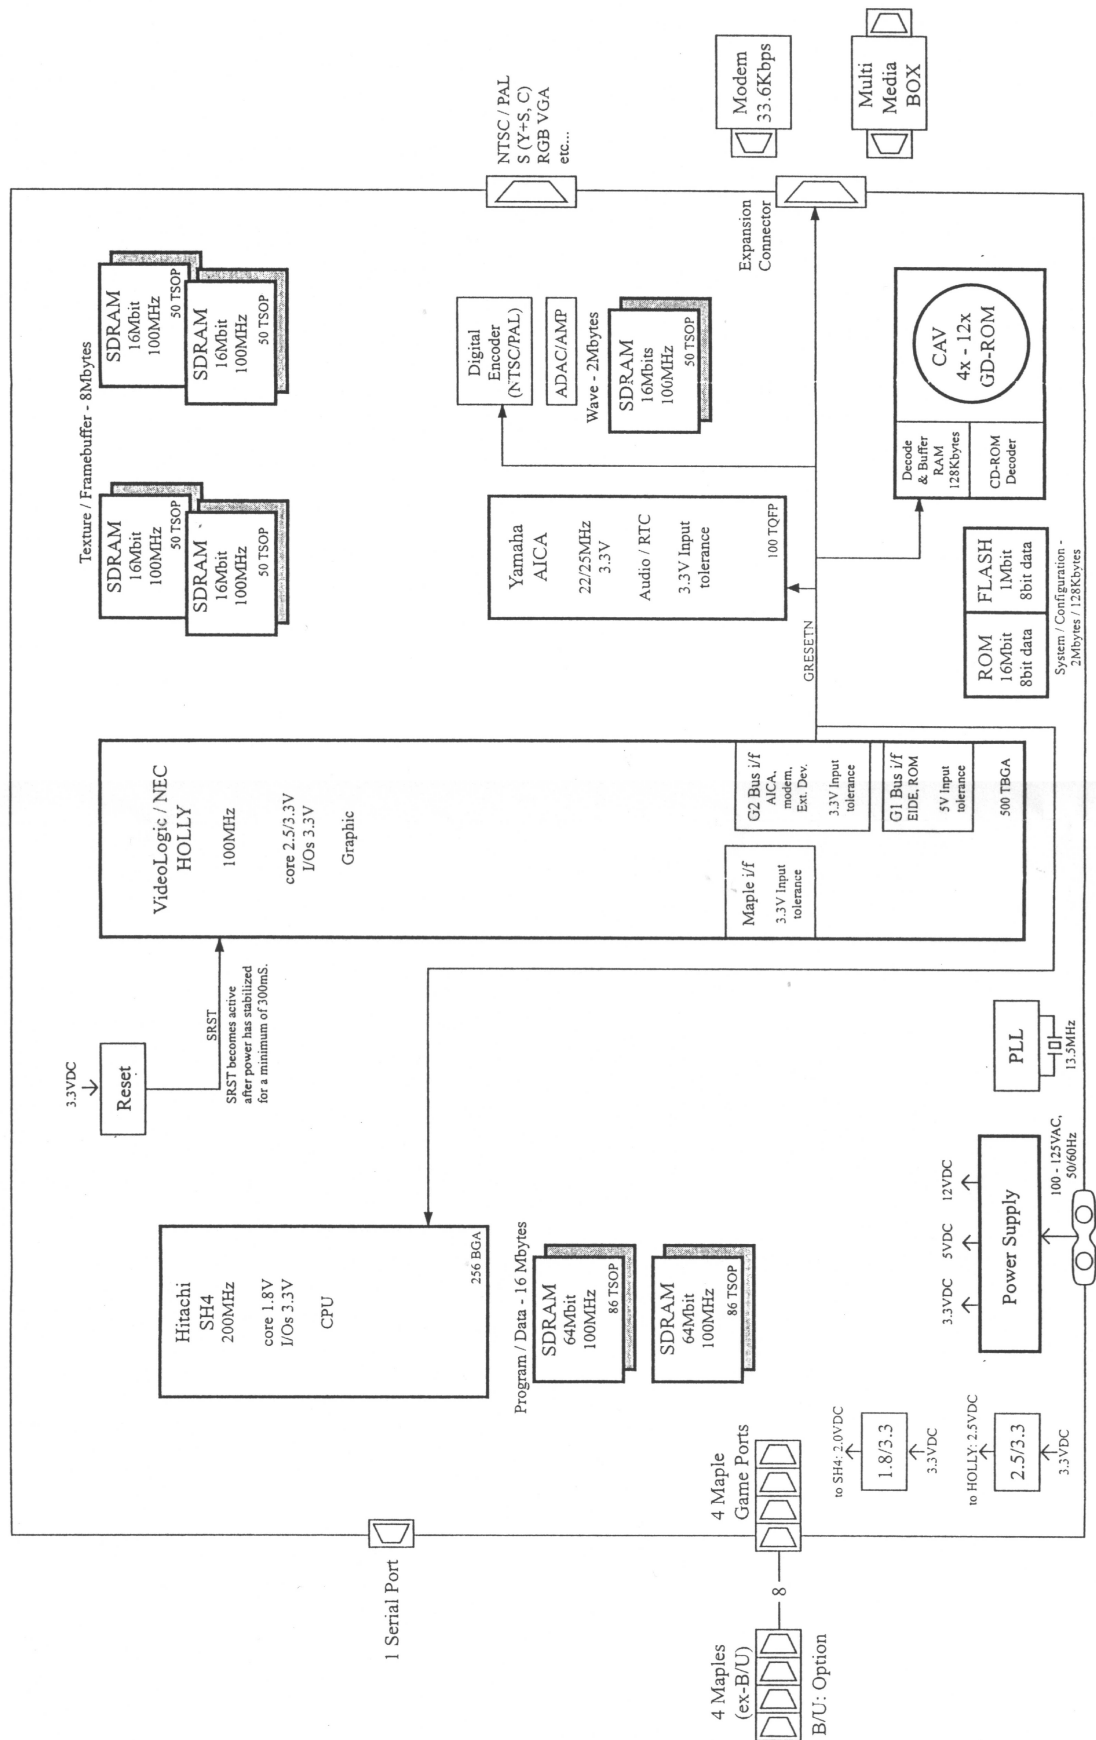 1 Serial Port
4 Maples
(ex-B/U)
B/U: Option
8
4 Maple
Game Ports
Hitachi
SH4
200MHz
core 1.8V
I/Os 3.3V
CPU
256 BGA
Program / Data - 16 Mbytes
SDRAM
64Mbit
100MHz
86 TSOP
SDRAM
64Mbit
100MHz
86 TSOP
to SH4: 2.0VDC
1.8/3.3
3.3VDC
to HOLLY: 2.5VDC
2.5/3.3
3.3VDC
3.3VDC
5VDC
12VDC
Power Supply
100 - 125VAC,
50/60Hz
PLL
13.5MHz
3.3VDC
Reset
SRST
SRST becomes active
after power has stabilized
for a minimum of 300mS.
VideoLogic / NEC
HOLLY
100MHz
core 2.5/3.3V
I/Os 3.3V
Graphic
Maple i/f
3.3V Input
tolerance
G2 Bus i/f
AICA,
modem,
Ext. Dev.
3.3V Input
tolerance
G1 Bus i/f
EIDE, ROM
5V Input
tolerance
500 TBGA
Texture / Framebuffer - 8Mbytes
SDRAM
16Mbit
100MHz
50 TSOP
SDRAM
16Mbit
100MHz
50 TSOP
SDRAM
16Mbit
100MHz
50 TSOP
SDRAM
16Mbit
100MHz
50 TSOP
Yamaha
AICA
22/25MHz
3.3V
Audio / RTC
3.3V Input
tolerance
100 TQFP
GRESETN
Digital
Encoder
(NTSC/PAL)
ADAC/AMP
Wave - 2Mbytes
SDRAM
16Mbits
100MHz
50 TSOP
ROM
16Mbit
8bit data
FLASH
1Mbit
8bit data
System / Configuration -
2Mbytes / 128Kbytes
Decode
& Buffer
RAM
128Kbytes
CD-ROM
Decoder
CAV
4x - 12x
GD-ROM
NTSC / PAL
S (Y+S, C)
RGB VGA
etc...
Expansion
Connector
Modem
33.6Kbps
Multi
Media
BOX